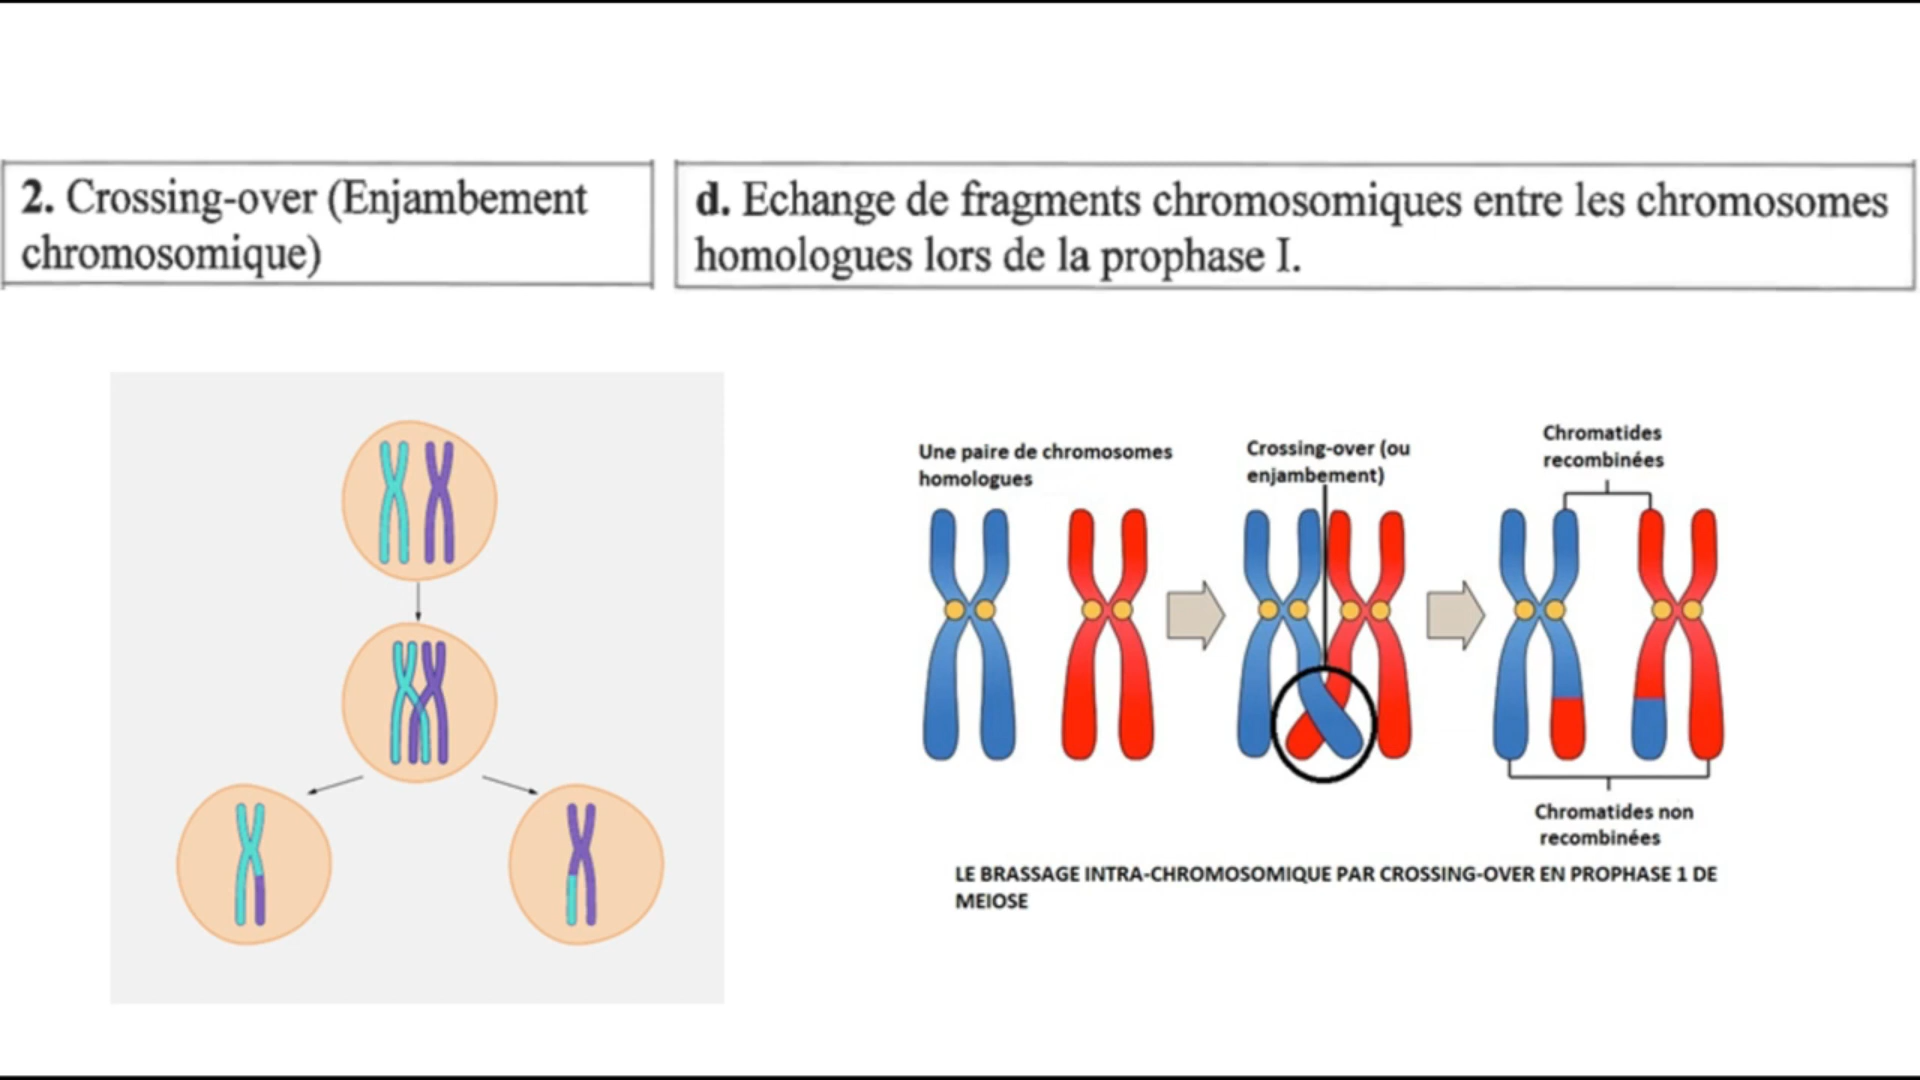 2. Crossing-over (Enjambement
chromosomique)
d. Echange de fragments chromosomiques entre les chromosomes
homologues lors de la prophase I.
Une paire de chromosomes
homologues
Crossing-over (ou
enjambement)
Chromatides
recombinées
Chromatides non
recombinées
LE BRASSAGE INTRA-CHROMOSOMIQUE PAR CROSSING-OVER EN PROPHASE 1 DE
MEIOSE